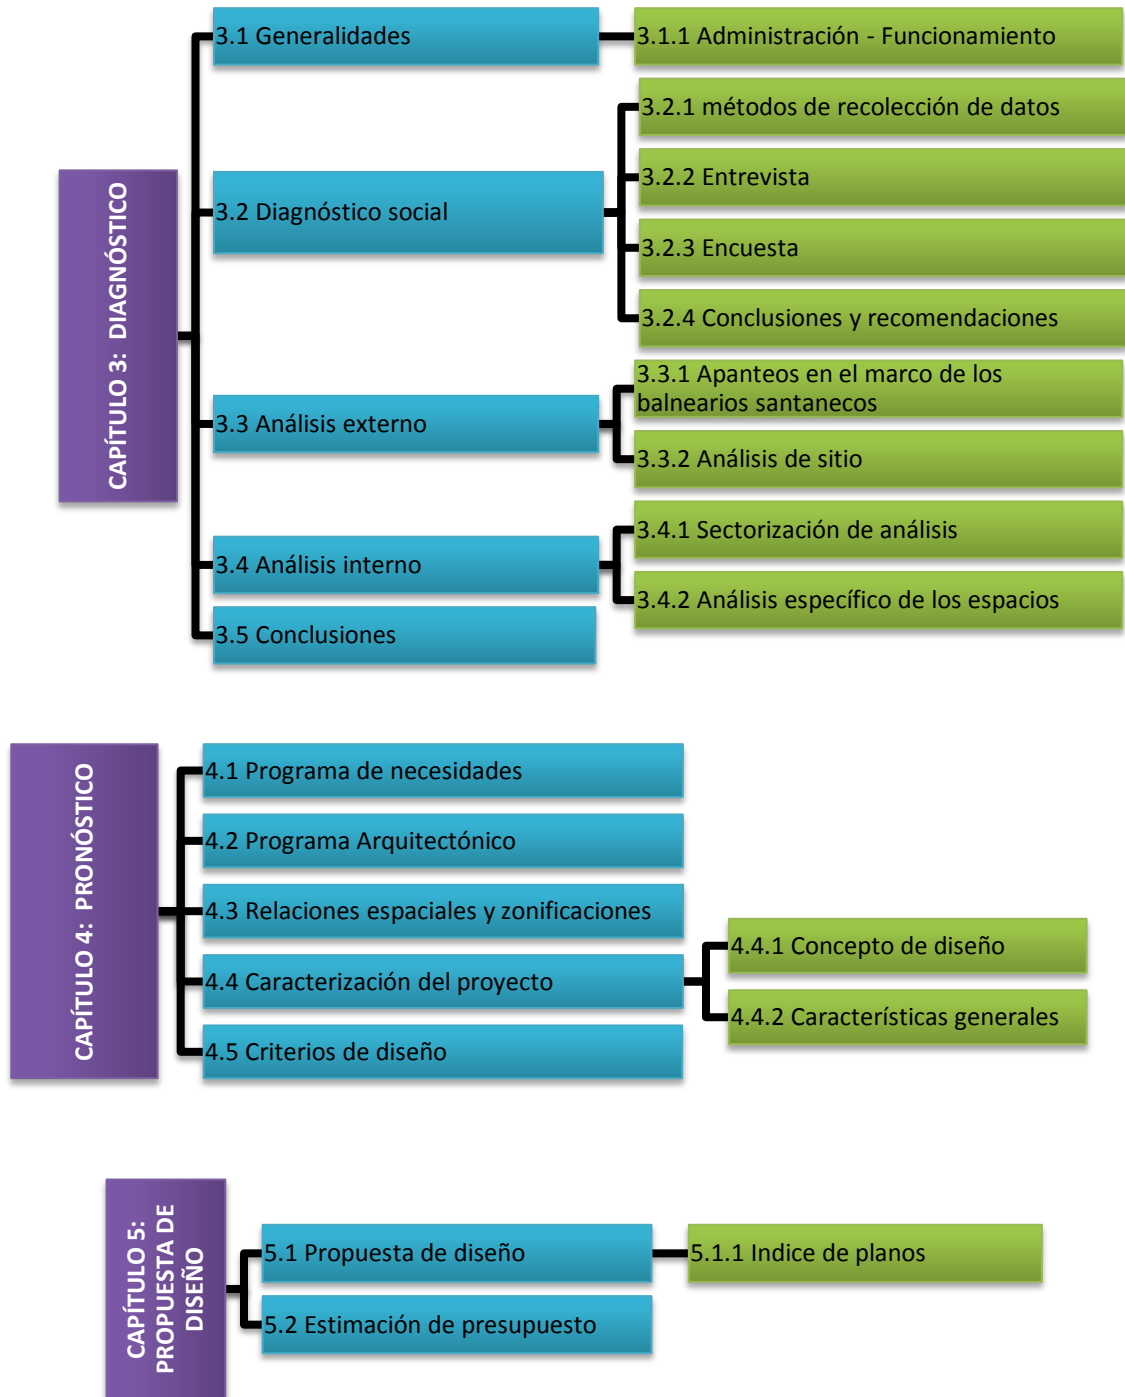 CAPÍTULO 3:  DIAGNÓSTICO
3.1 Generalidades
3.1.1 Administración - Funcionamiento
3.2 Diagnóstico social
3.2.1 métodos de recolección de datos
3.2.2 Entrevista
3.2.3 Encuesta
3.2.4 Conclusiones y recomendaciones
3.3 Análisis externo
3.3.1 Apanteos en el marco de los
balnearios santanecos
3.3.2 Análisis de sitio
3.4 Análisis interno
3.4.1 Sectorización de análisis
3.4.2 Análisis específico de los espacios
3.5 Conclusiones
CAPÍTULO 4:  PRONÓSTICO
4.1 Programa de necesidades
4.2 Programa Arquitectónico
4.3 Relaciones espaciales y zonificaciones
4.4 Caracterización del proyecto
4.4.1 Concepto de diseño
4.4.2 Características generales
4.5 Criterios de diseño
CAPÍTULO 5:
PROPUESTA DE
DISEÑO
5.1 Propuesta de diseño
5.1.1 Indice de planos
5.2 Estimación de presupuesto